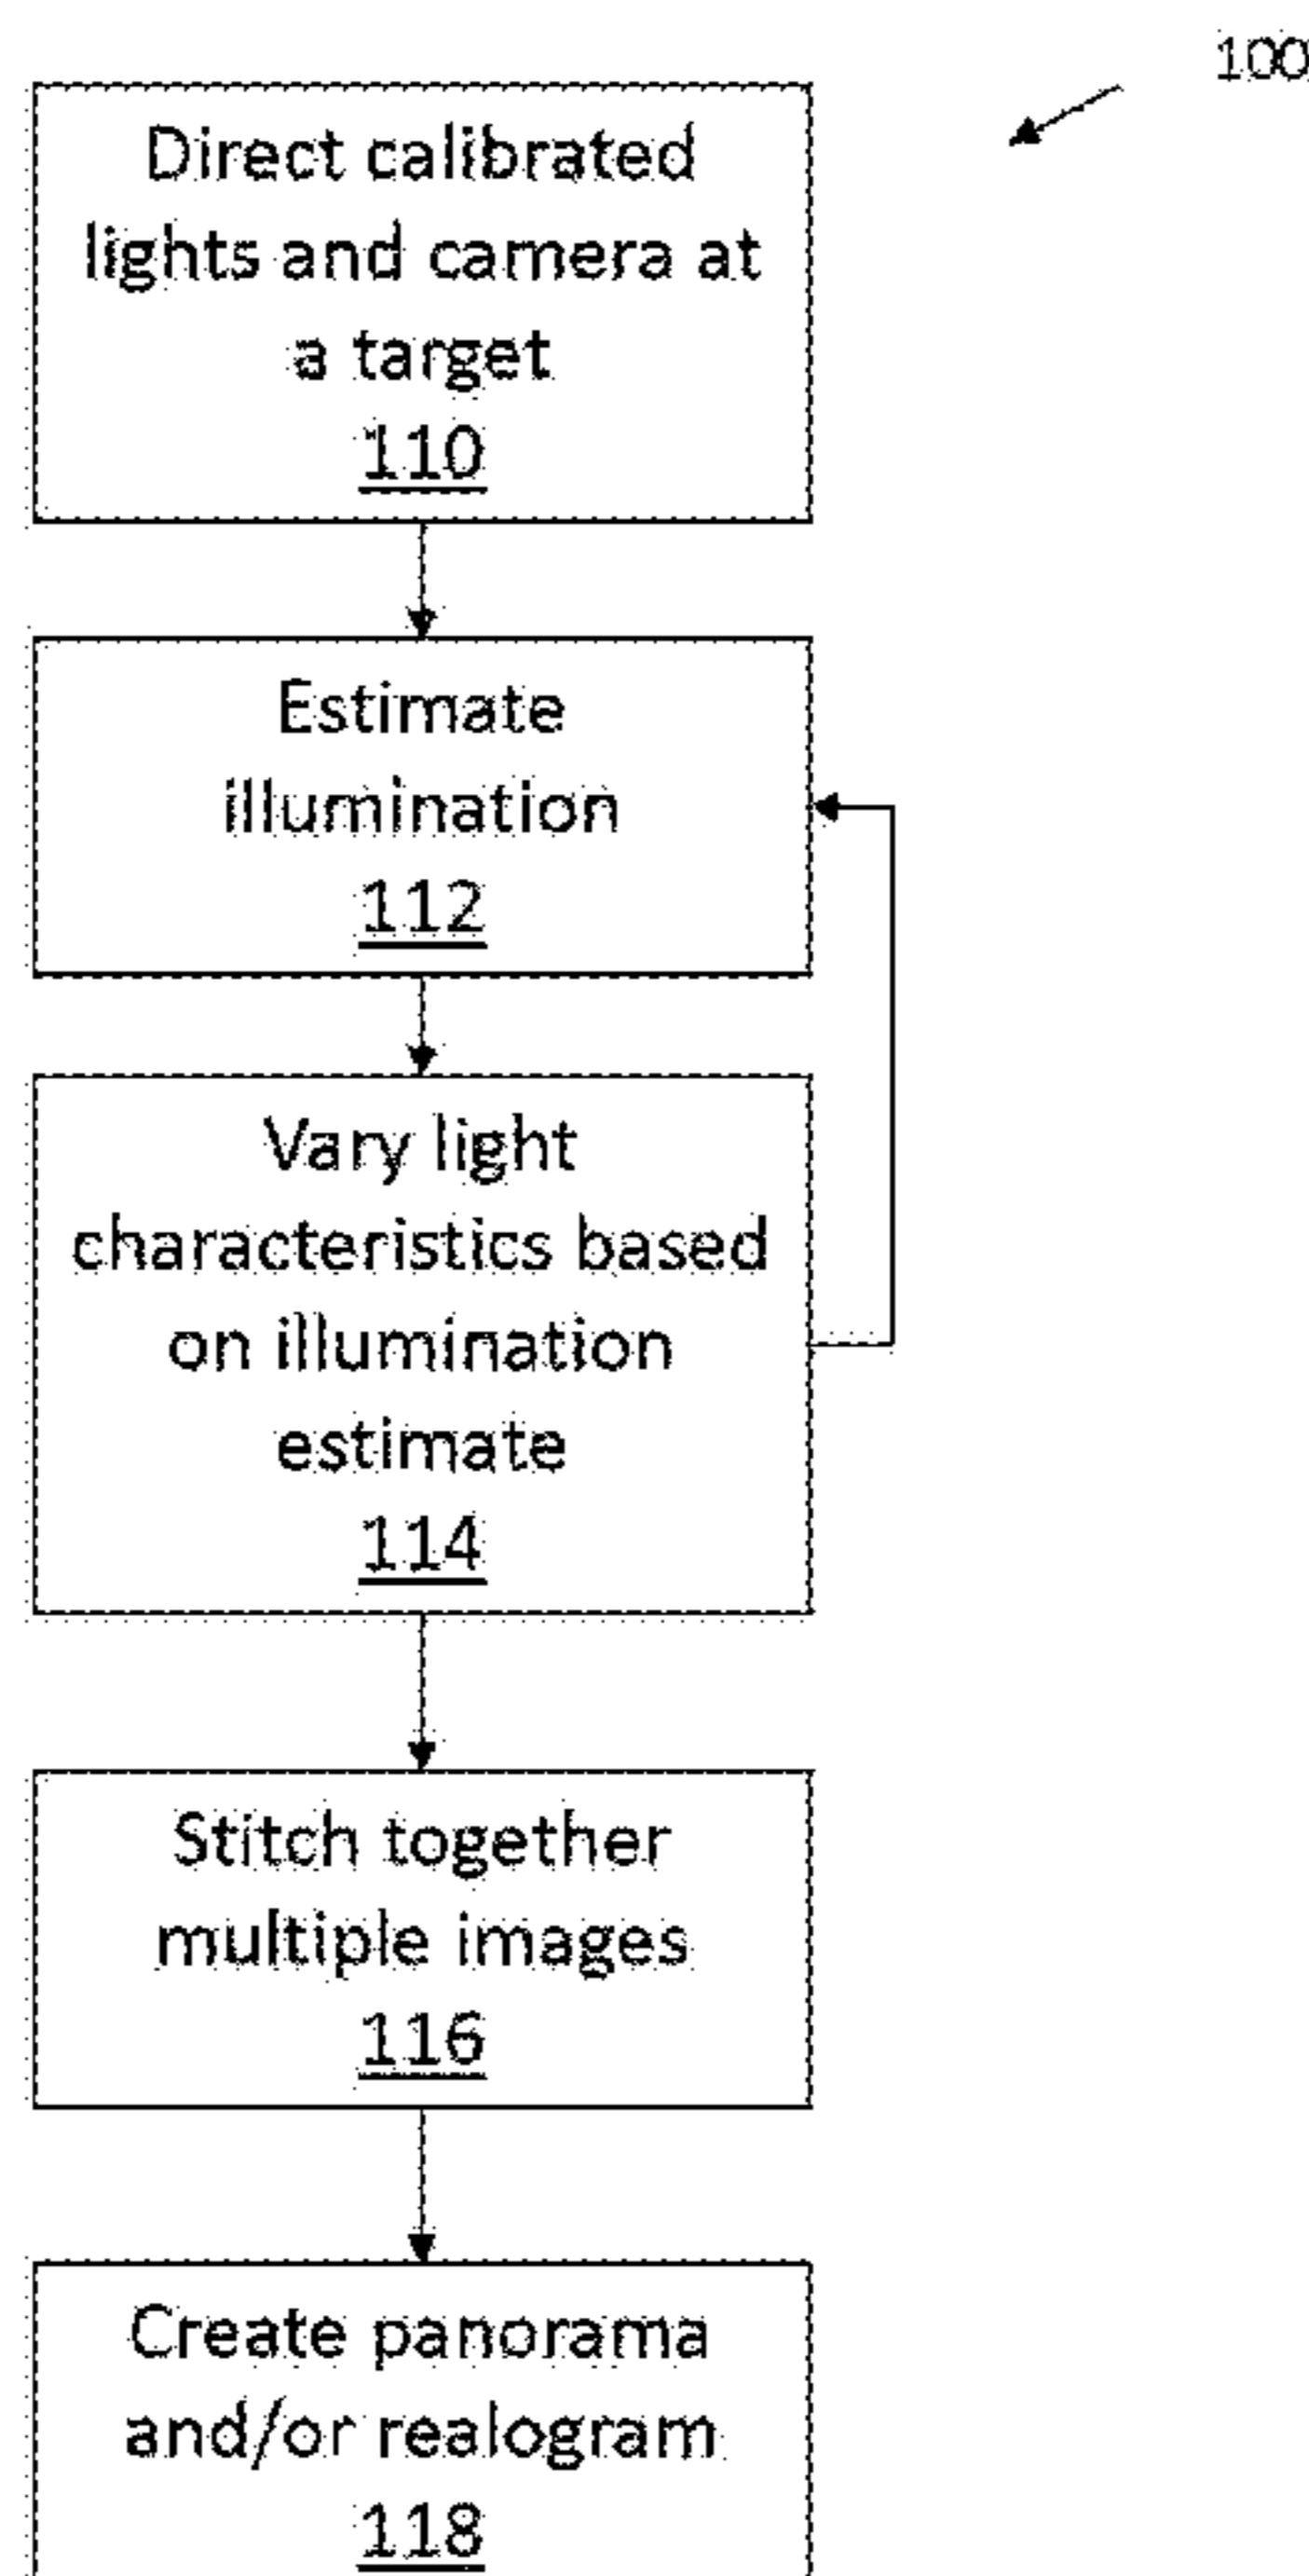 100
Direct calibrated
lights and camera at
a target
110
Estimate
illumination
112
Vary light
characteristics based
on illumination
estimate
114
Stitch together
multiple images
116
Create panorama
and/or realogram
118